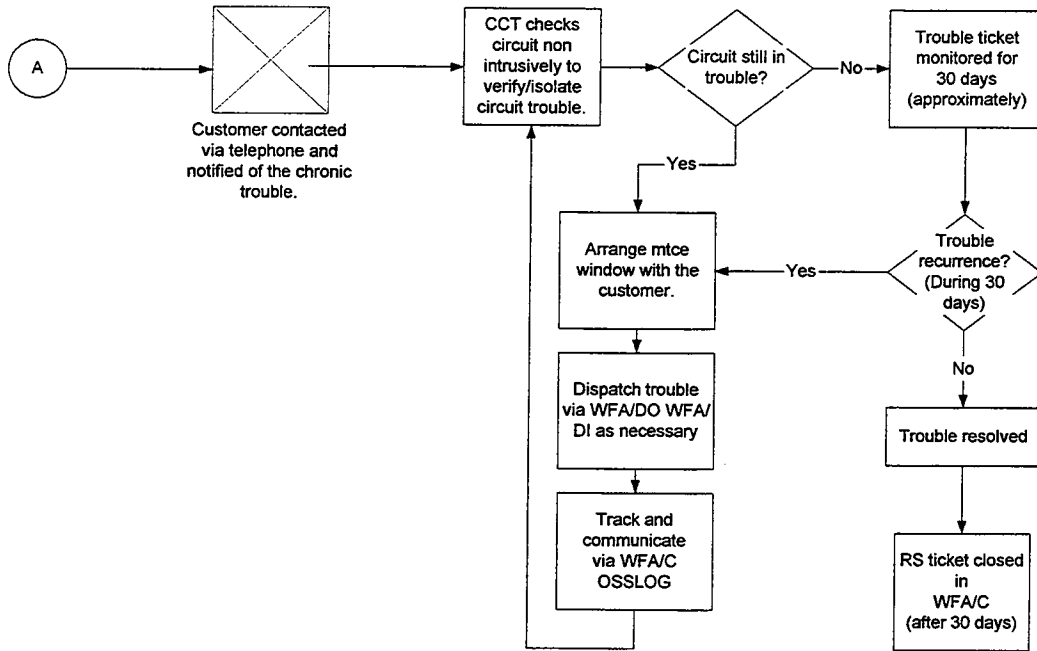 A
Customer contacted
via telephone and
notified of the chronic
trouble.
CCT checks
circuit non
intrusively to
verify/isolate
circuit trouble.
Circuit still in
trouble?
No
Trouble ticket
monitored for
30 days
(approximately)
Yes
Arrange mtce
window with the
customer.
Yes
Trouble
recurrence?
(During 30
days)
No
Dispatch trouble
via WFA/DO WFA/
DI as necessary
Trouble resolved
Track and
communicate
via WFA/C
OSSLOG
RS ticket closed
in
WFA/C
(after 30 days)